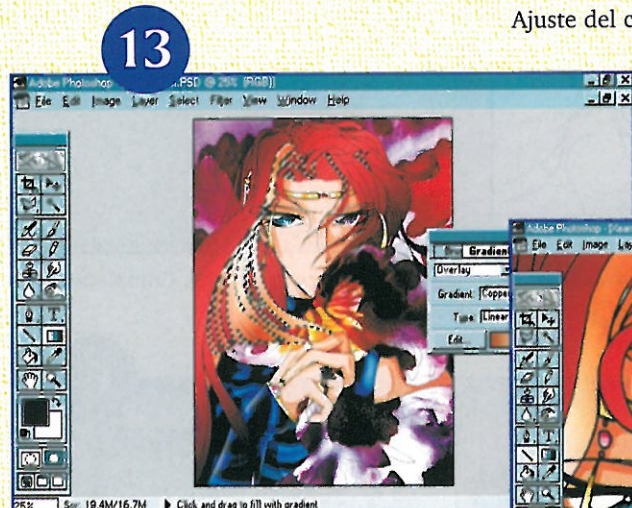 Ajuste del c
13
Adobe Photoshop .PSD @ 25% (RGB)]
File Edit Image Layer Select Filter View Window Help
Gradien
Overlay
Gradient: Coppe
Type: Linear
Edit...
Adobe Photoshop
File Edit Image Lay
25% 19.4M/16.7M Click and drag to fill with gradient